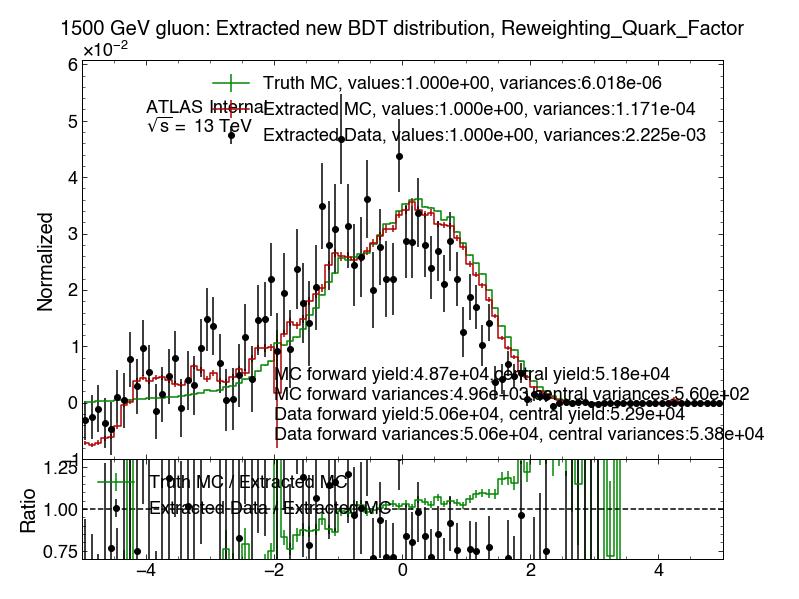 1500 GeV gluon: Extracted new BDT distribution, Reweighting_Quark_Factor
×10⁻²
6
Truth MC, values:1.000e+00, variances:6.018e-06
ATLAS Internal
Extracted MC, values:1.000e+00, variances:1.171e-04
√s = 13 TeV
Extracted Data, values:1.000e+00, variances:2.225e-03
5
4
3
2
1
0
1
Normalized
MC forward yield:4.87e+04, central yield:5.18e+04
MC forward variances:4.96e+03, central variances:5.60e+02
Data forward yield:5.06e+04, central yield:5.29e+04
Data forward variances:5.06e+04, central variances:5.38e+04
1.25
Truth MC / Extracted MC
1.00
Extracted Data / Extracted MC
0.75
Ratio
−4 −2 0 2 4